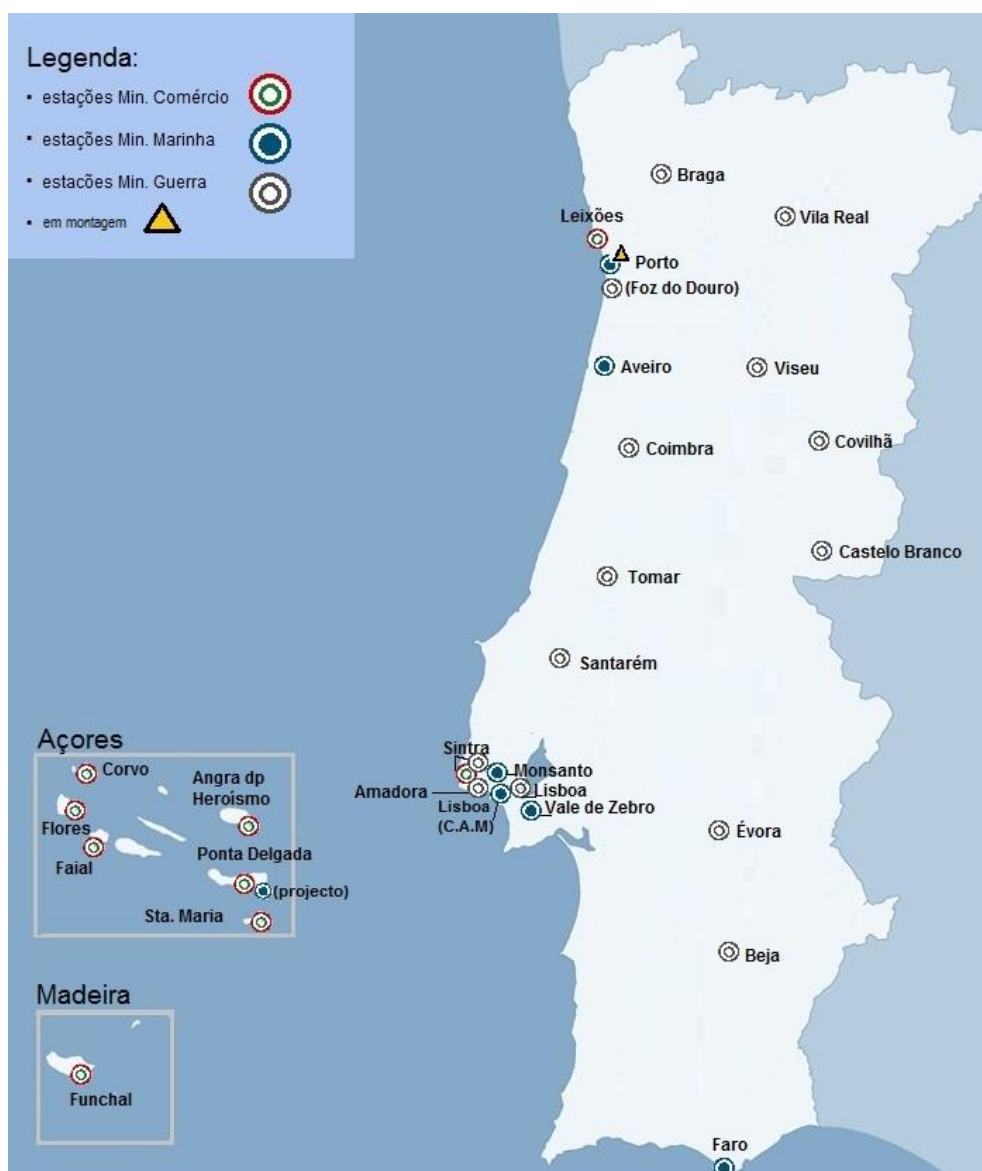 Legenda:
▪ estações Min. Comércio
▪ estações Min. Marinha
▪ estacões Min. Guerra
▪ em montagem
Braga
Leixões
Vila Real
Porto
(Foz do Douro)
Aveiro
Viseu
Coimbra
Covilhã
Castelo Branco
Tomar
Santarém
Sintra
Monsanto
Amadora
Lisboa
Lisboa
(C.A.M)
Vale de Zebro
Évora
Beja
Faro
Açores
Corvo
Angra dp
Heroísmo
Flores
Faial
Ponta Delgada
(projecto)
Sta. Maria
Madeira
Funchal